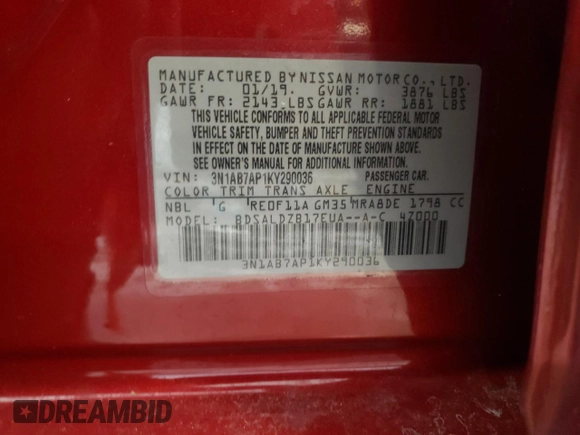 MANUFACTURED BY NISSAN MOTOR CO., LTD.
DATE: 01/19. GVWR: 3876 LBS
GAWR FR: 2143 LBS GAWR RR: 1881 LBS
THIS VEHICLE CONFORMS TO ALL APPLICABLE FEDERAL MOTOR
VEHICLE SAFETY, BUMPER AND THEFT PREVENTION STANDARDS
IN EFFECT ON THE DATE OF MANUFACTURE SHOWN ABOVE.
SEE OWNER'S MANUAL FOR ADDITIONAL INFORMATION.
VIN: 3N1AB7AP1KY290036 PASSENGER CAR.
COLOR TRIM TRANS AXLE ENGINE
NBL G RE0F11A GM35 MRA8DE 1798 CC
MODEL: BDSALDZB17EUA--A-C 47000
3N1AB7AP1KY290036
DREAMBID